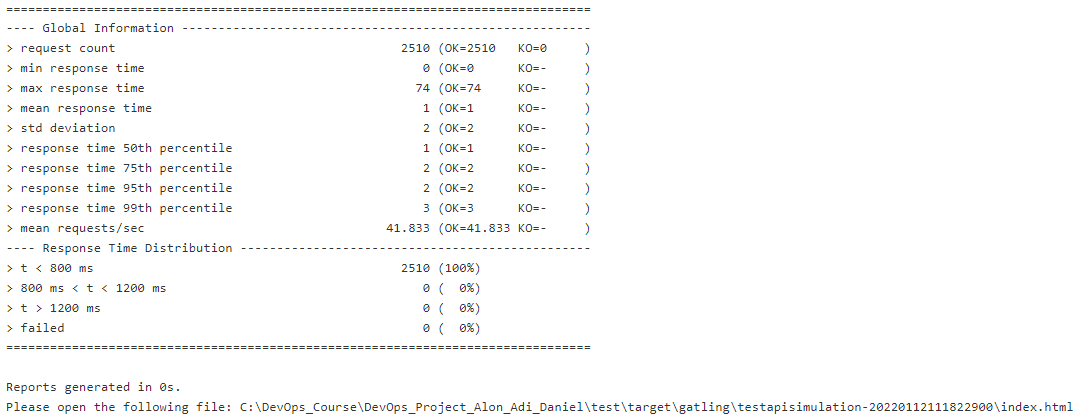 ================================================================================
---- Global Information --------------------------------------------------------
> request count                                       2510 (OK=2510   KO=0     )
> min response time                                      0 (OK=0      KO=-     )
> max response time                                     74 (OK=74     KO=-     )
> mean response time                                     1 (OK=1      KO=-     )
> std deviation                                          2 (OK=2      KO=-     )
> response time 50th percentile                          1 (OK=1      KO=-     )
> response time 75th percentile                          2 (OK=2      KO=-     )
> response time 95th percentile                          2 (OK=2      KO=-     )
> response time 99th percentile                          3 (OK=3      KO=-     )
> mean requests/sec                                 41.833 (OK=41.833 KO=-     )
---- Response Time Distribution ------------------------------------------------
> t < 800 ms                                          2510 (100%)
> 800 ms < t < 1200 ms                                   0 (  0%)
> t > 1200 ms                                            0 (  0%)
> failed                                                 0 (  0%)
================================================================================

Reports generated in 0s.
Please open the following file: C:\DevOps_Course\DevOps_Project_Alon_Adi_Daniel\test\target\gatling\testapisimulation-20220112111822900\index.html